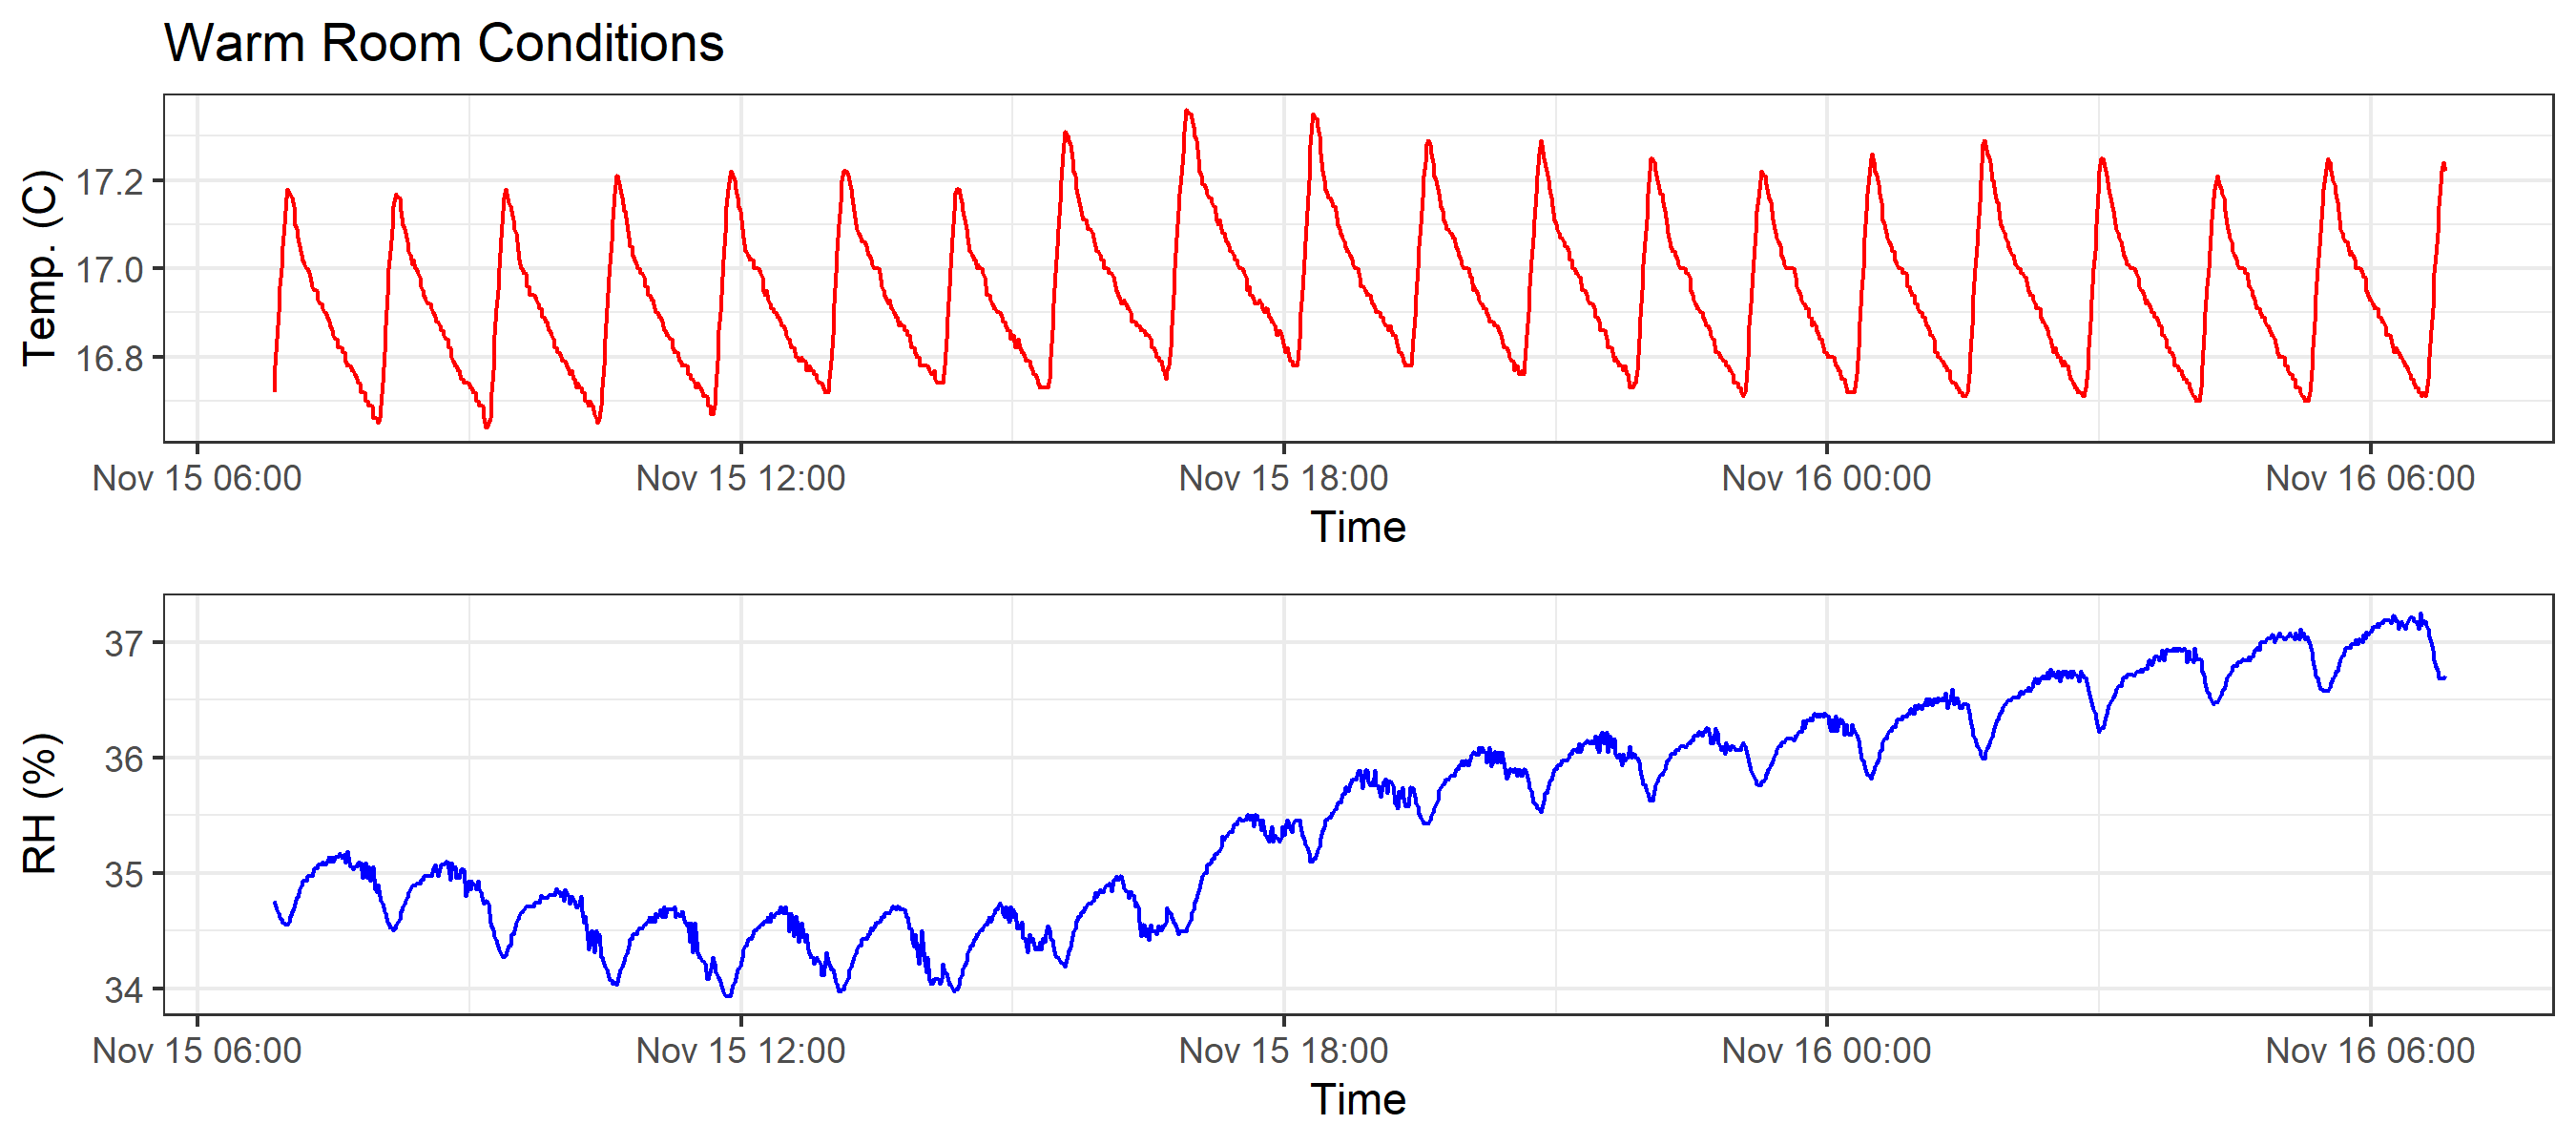 Warm Room Conditions
Temp. (C)
17.2
17.0
16.8
Nov 15 06:00 Nov 15 12:00 Nov 15 18:00 Nov 16 00:00 Nov 16 06:00
Time
RH (%)
37
36
35
34
Nov 15 06:00 Nov 15 12:00 Nov 15 18:00 Nov 16 00:00 Nov 16 06:00
Time